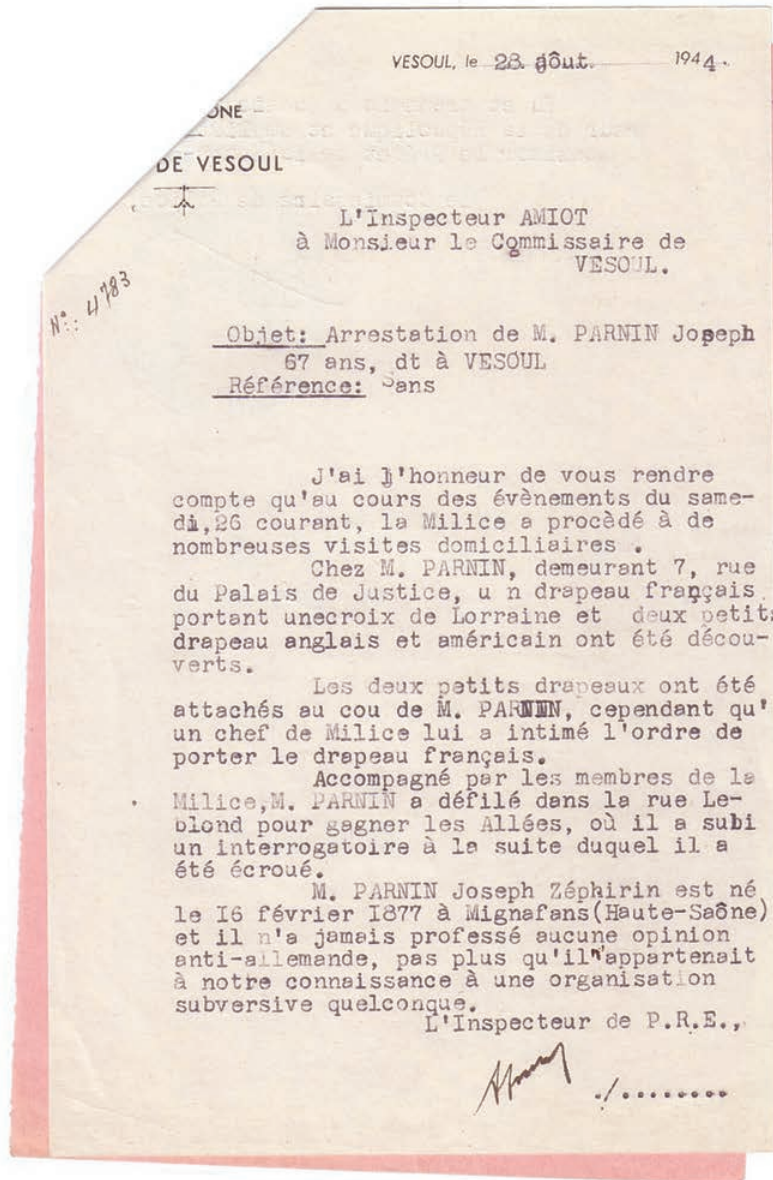 VESOUL, le 28 août. 1944.
ONE
DE VESOUL
L'Inspecteur AMIOT
à Monsieur le Commissaire de
VESOUL.
N°: 4783
Objet: Arrestation de M. PARNIN Joseph
67 ans, dt à VESOUL
Référence: Sans
J'ai l'honneur de vous rendre
compte qu'au cours des évènements du same-
di,26 courant, la Milice a procèdé à de
nombreuses visites domiciliaires .
Chez M. PARNIN, demeurant 7, rue
du Palais de Justice, u n drapeau français
portant unecroix de Lorraine et deux petits
drapeau anglais et américain ont été décou-
verts.
Les deux petits drapeaux ont été
attachés au cou de M. PARNIN, cependant qu'
un chef de Milice lui a intimé l'ordre de
porter le drapeau français.
Accompagné par les membres de la
Milice,M. PARNIN a défilé dans la rue Le-
blond pour gagner les Allées, où il a subi
un interrogatoire à la suite duquel il a
été écroué.
M. PARNIN Joseph Zéphirin est né
le I6 février I877 à Mignafans(Haute-Saône)
et il n'a jamais professé aucune opinion
anti-allemande, pas plus qu'il n'appartenait
à notre connaissance à une organisation
subversive quelconque.
L'Inspecteur de P.R.E.,
./........